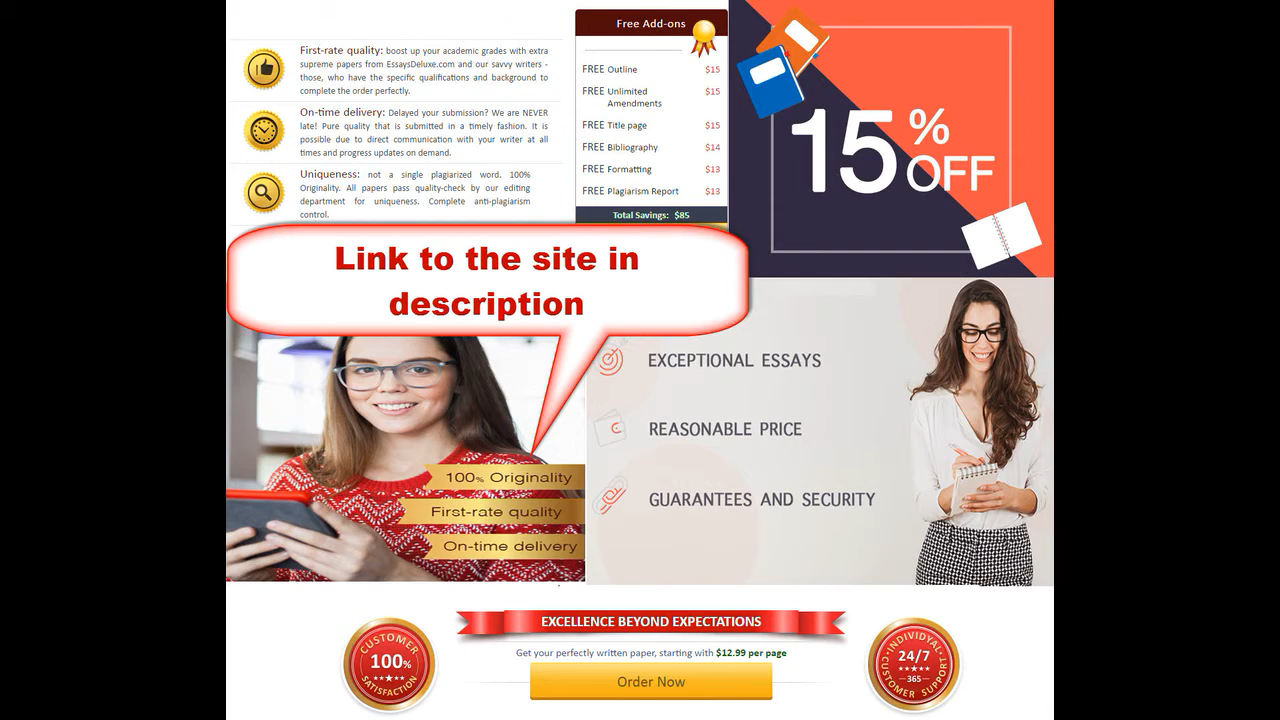 First-rate quality: boost up your academic grades with extra
supreme papers from EssaysDeluxe.com and our savvy writers -
those, who have the specific qualifications and background to
complete the order perfectly.
On-time delivery: Delayed your submission? We are NEVER
late! Pure quality that is submitted in a timely fashion. It is
possible due to direct communication with your writer at all
times and progress updates on demand.
Uniqueness: not a single plagiarized word. 100%
Originality. All papers pass quality-check by our editing
department for uniqueness. Complete anti-plagiarism
control.
Free Add-ons
FREE Outline $15
FREE Unlimited $15
Amendments
FREE Title page $15
FREE Bibliography $14
FREE Formatting $13
FREE Plagiarism Report $13
Total Savings: $85
15%
OFF
Link to the site in
description
100% Originality
First-rate quality
On-time delivery
EXCEPTIONAL ESSAYS
REASONABLE PRICE
GUARANTEES AND SECURITY
EXCELLENCE BEYOND EXPECTATIONS
Get your perfectly written paper, starting with $12.99 per page
Order Now
CUSTOMER
100%
SATISFACTION
INDIVIDYAL
24/7
365
CUSTOMER SUPPORT